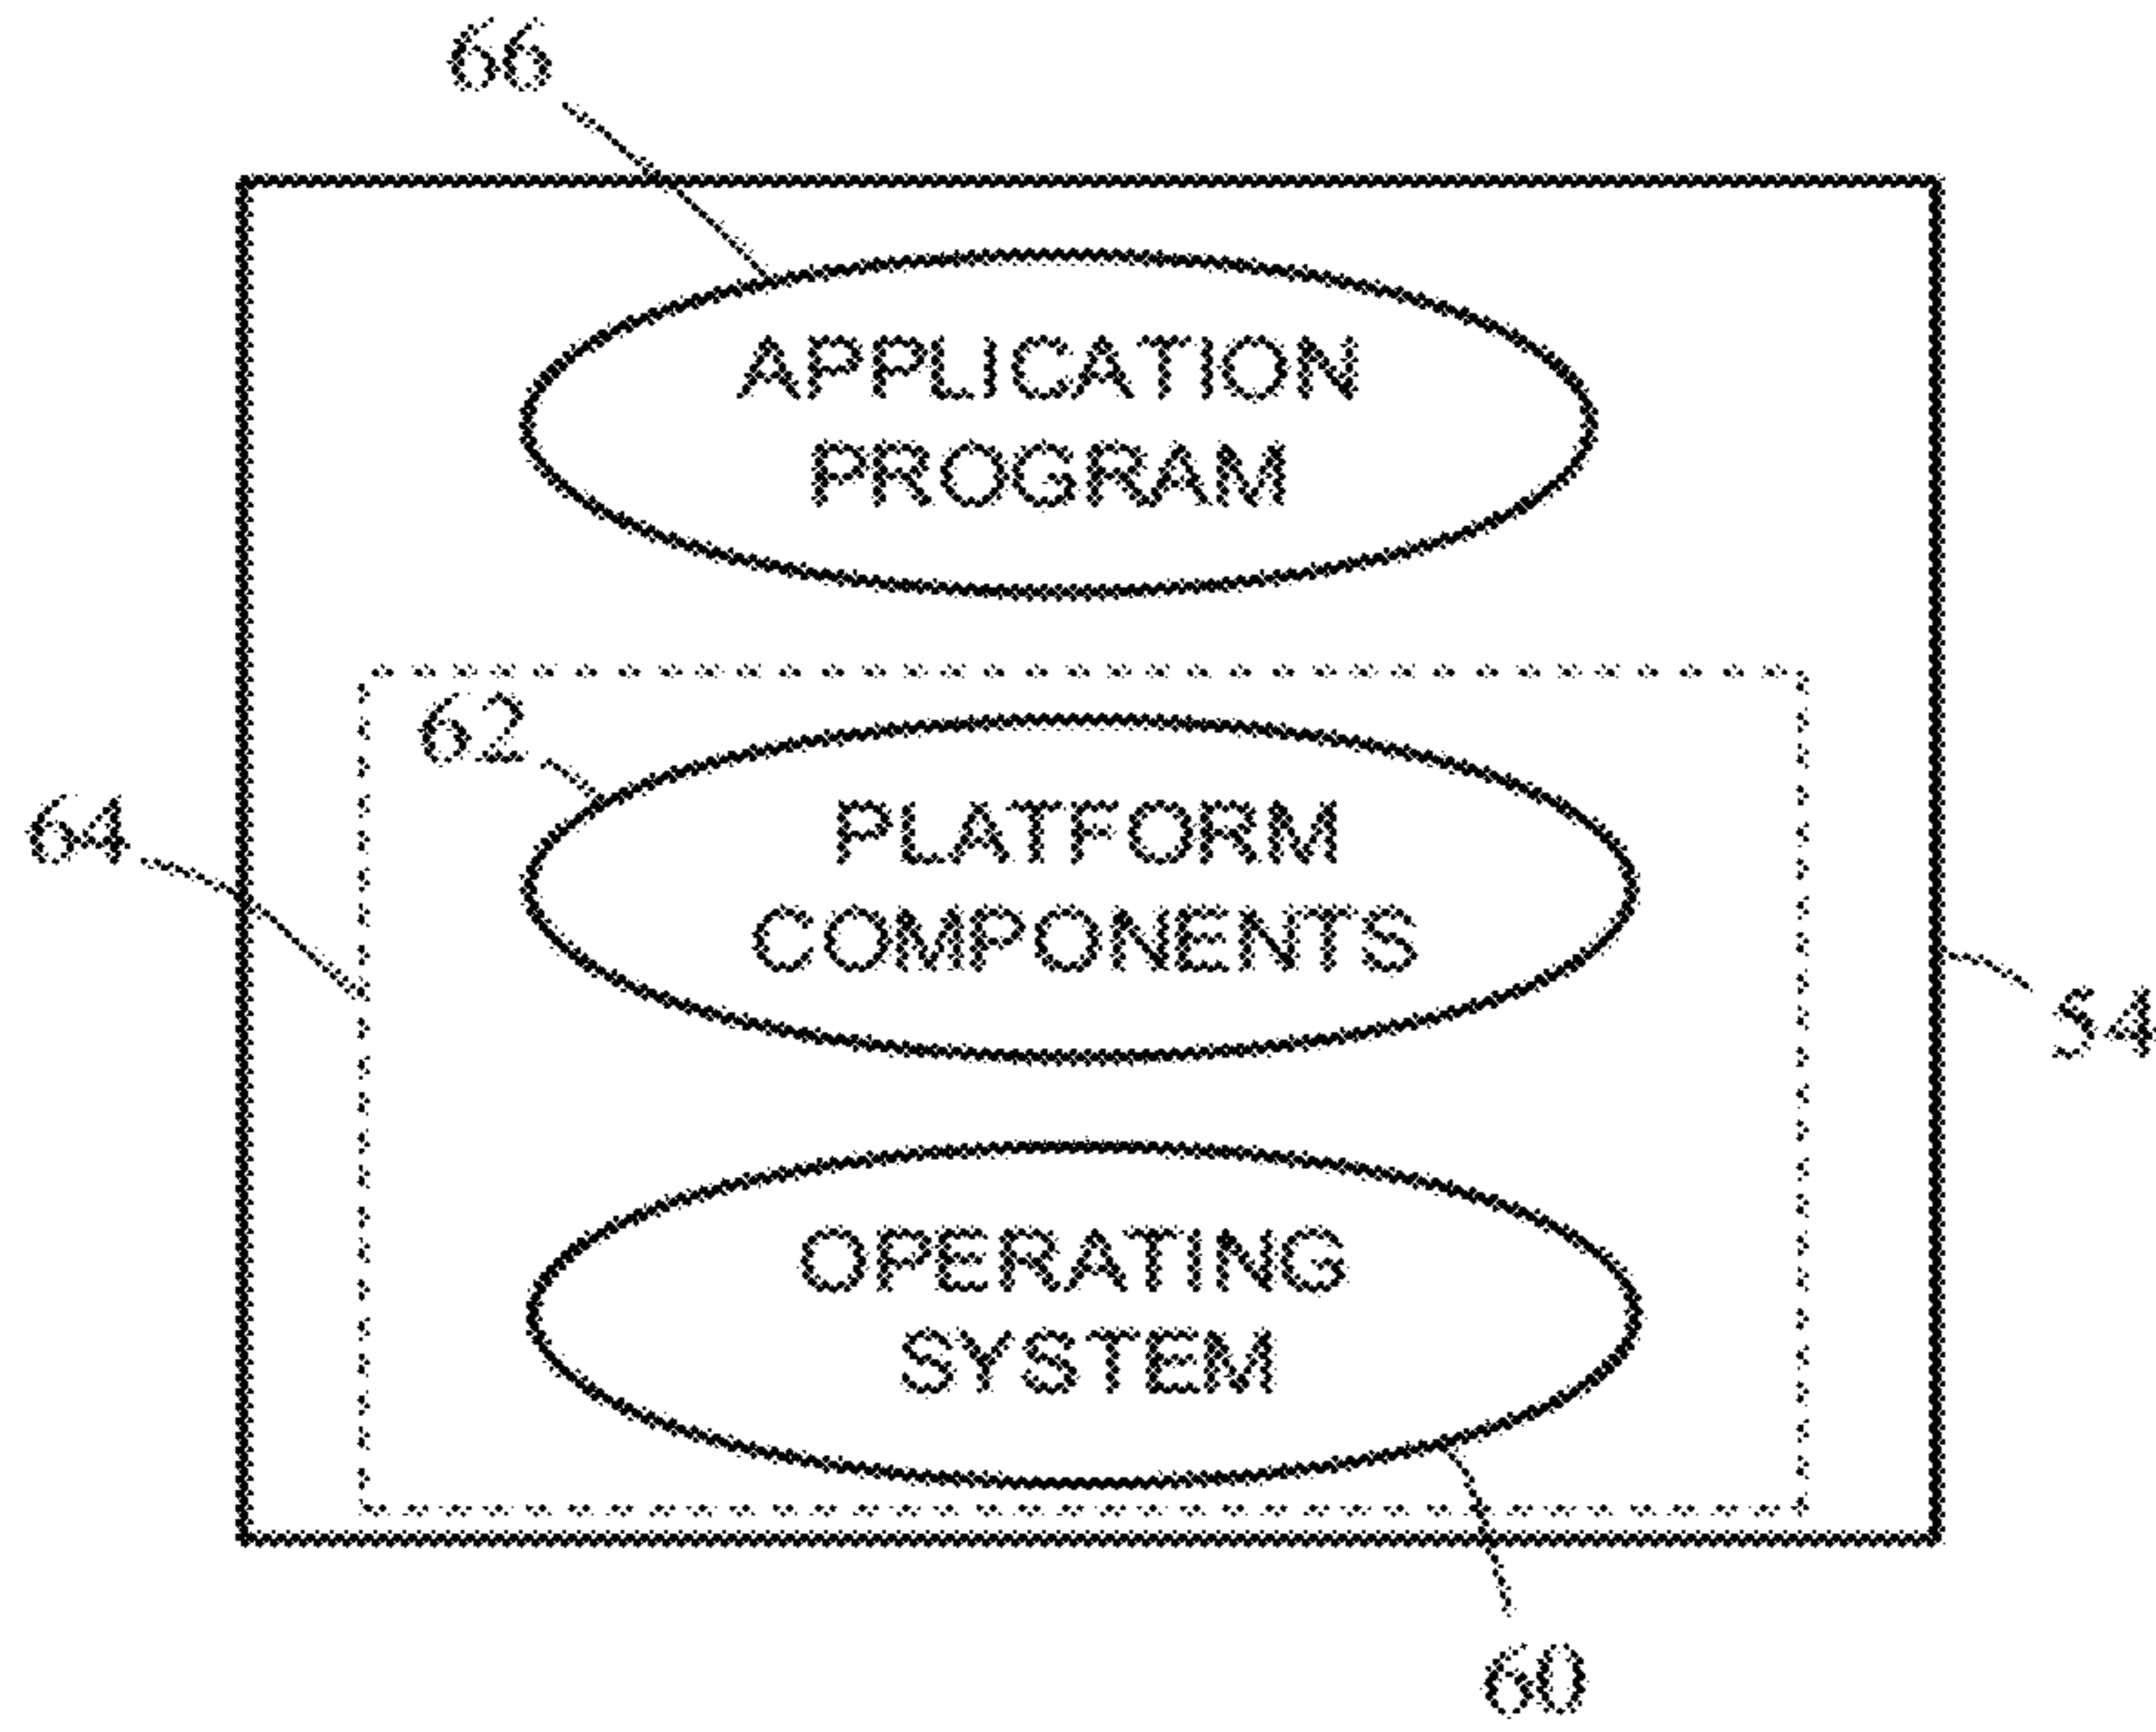 66
APPLICATION
PROGRAM
62
64
PLATFORM
COMPONENTS
54
OPERATING
SYSTEM
60